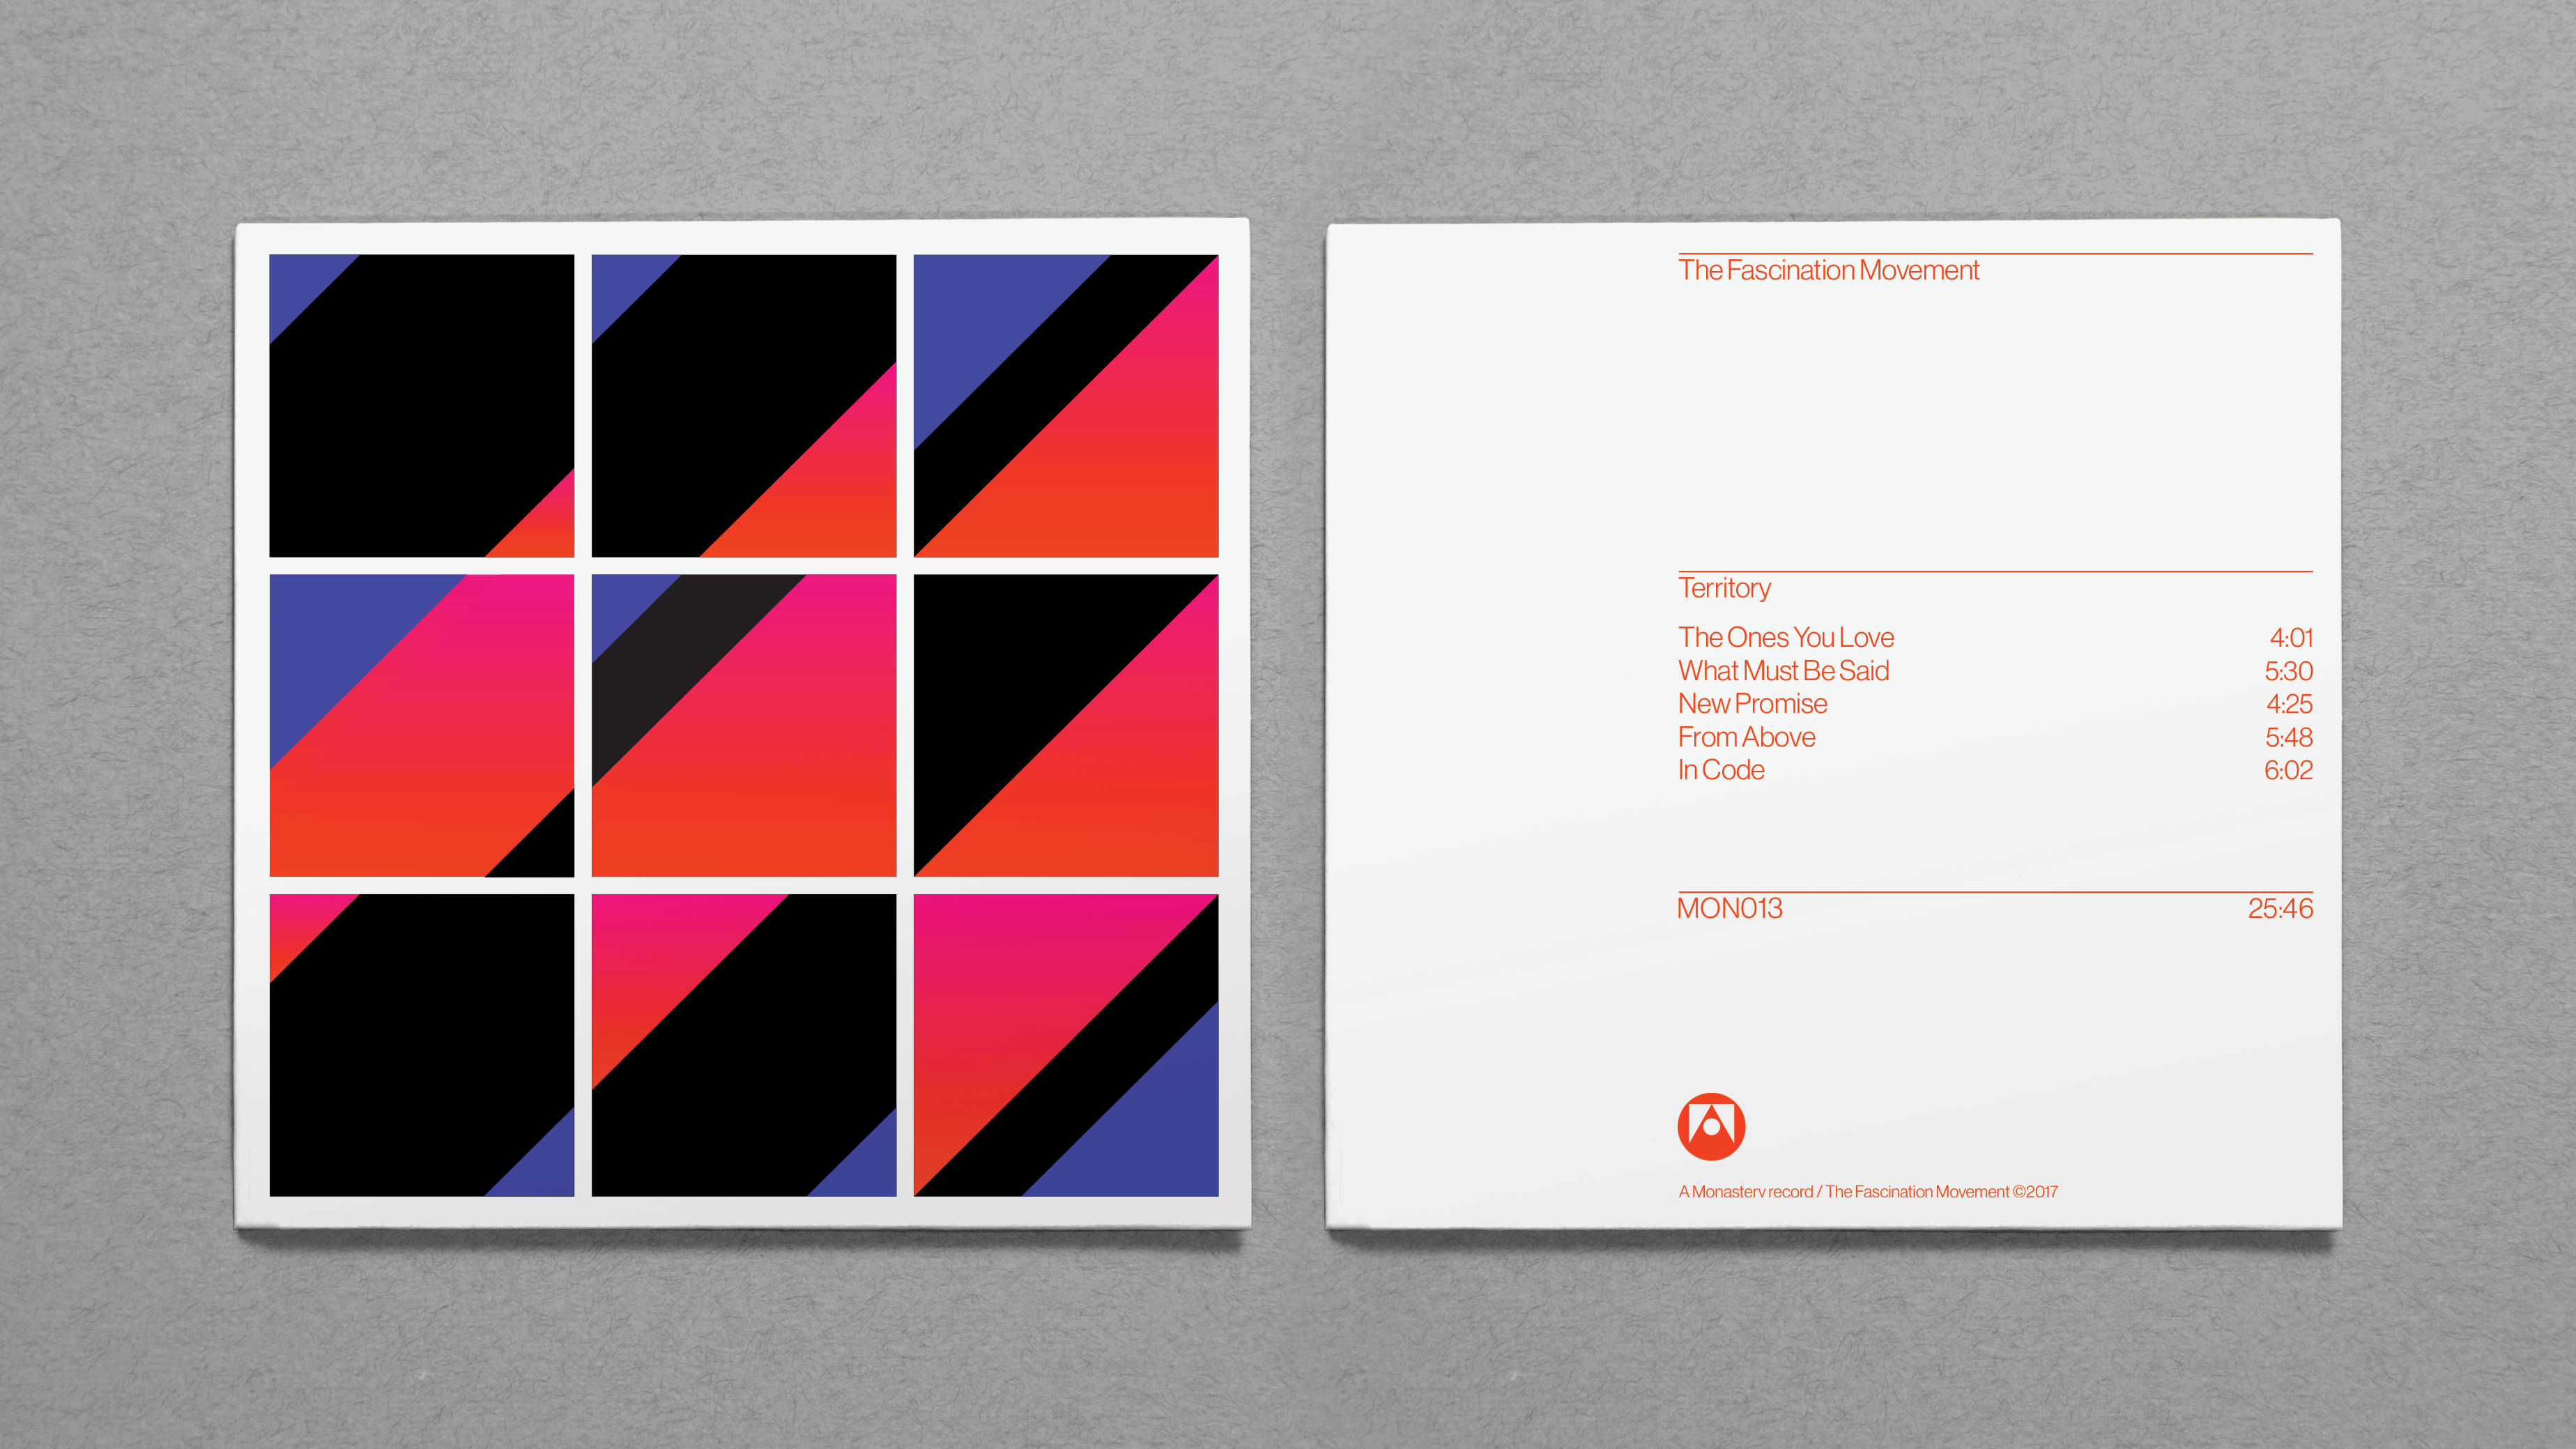 The Fascination Movement
Territory
The Ones You Love 4:01
What Must Be Said 5:30
New Promise 4:25
From Above 5:48
In Code 6:02
MON013 25:46
A Monastery record / The Fascination Movement ©2017